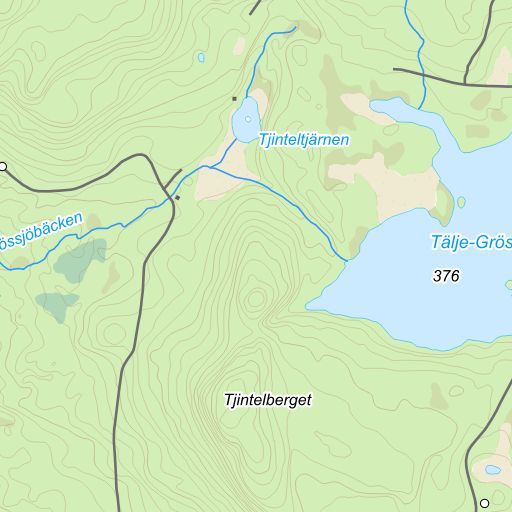 Tjinteltjärnen
össjöbäcken
Tälje-Grös
376
Tjintelberget